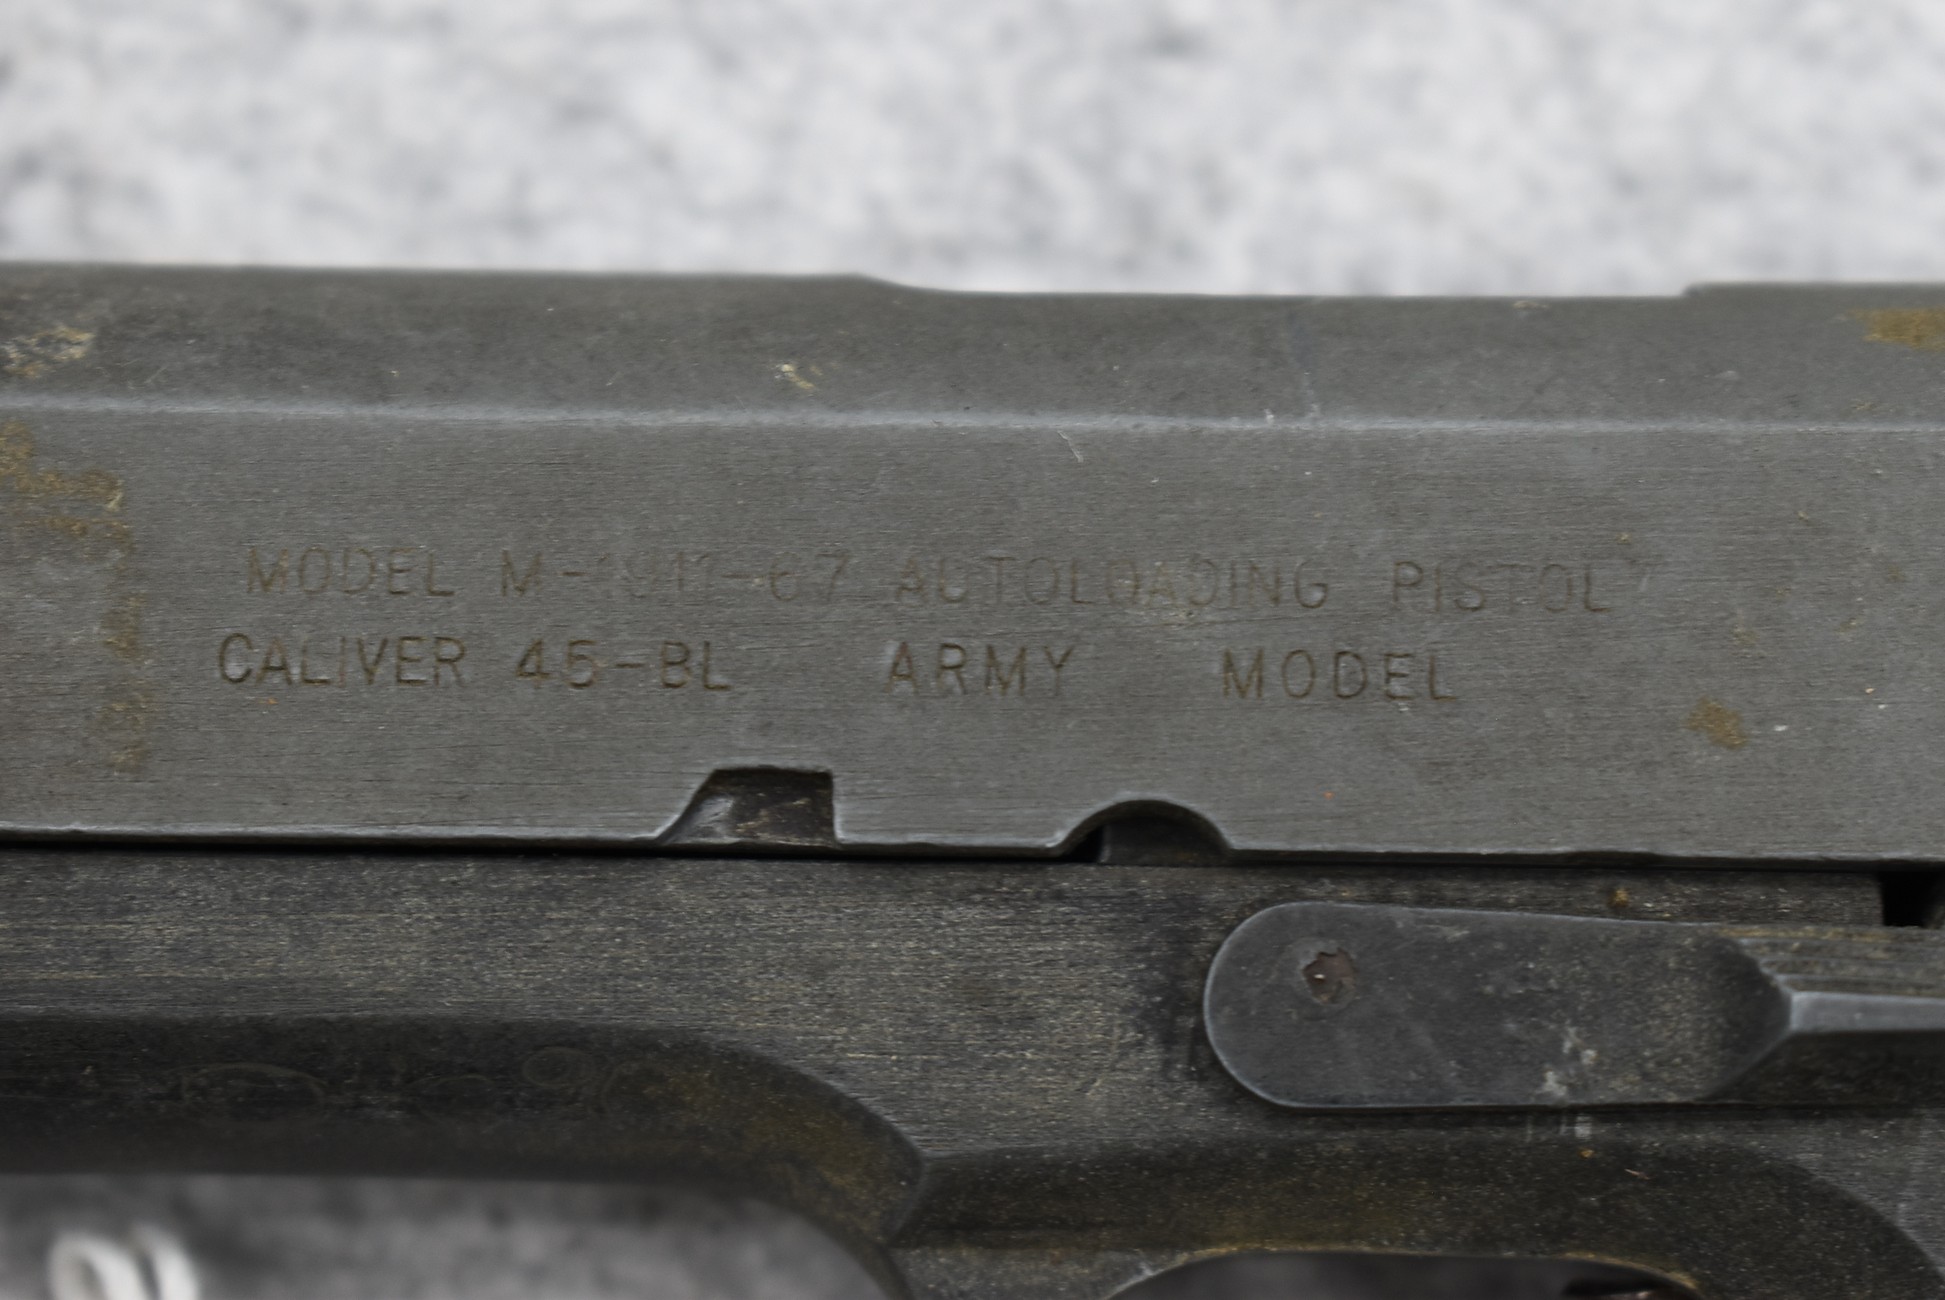 MODEL M-1911-67 AUTOLOADING PISTOL
CALIVER 45-BL ARMY MODEL